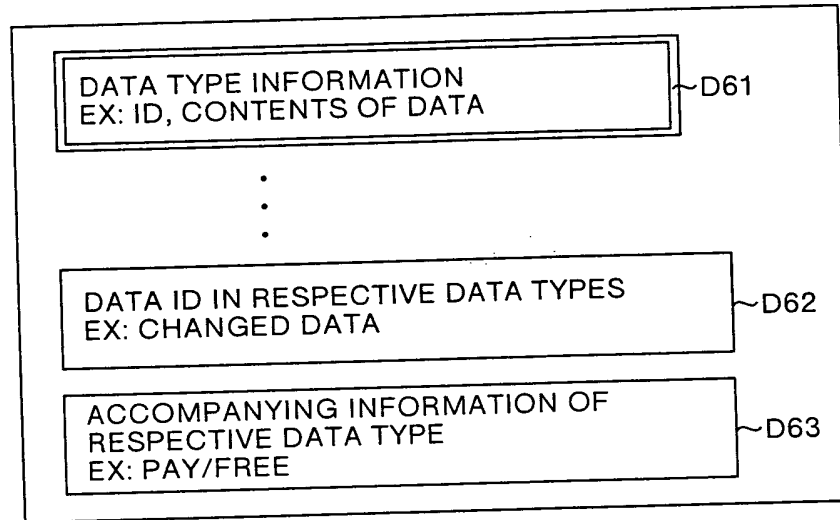 DATA TYPE INFORMATION
EX: ID, CONTENTS OF DATA
D61
DATA ID IN RESPECTIVE DATA TYPES
EX: CHANGED DATA
D62
ACCOMPANYING INFORMATION OF
RESPECTIVE DATA TYPE
EX: PAY/FREE
D63